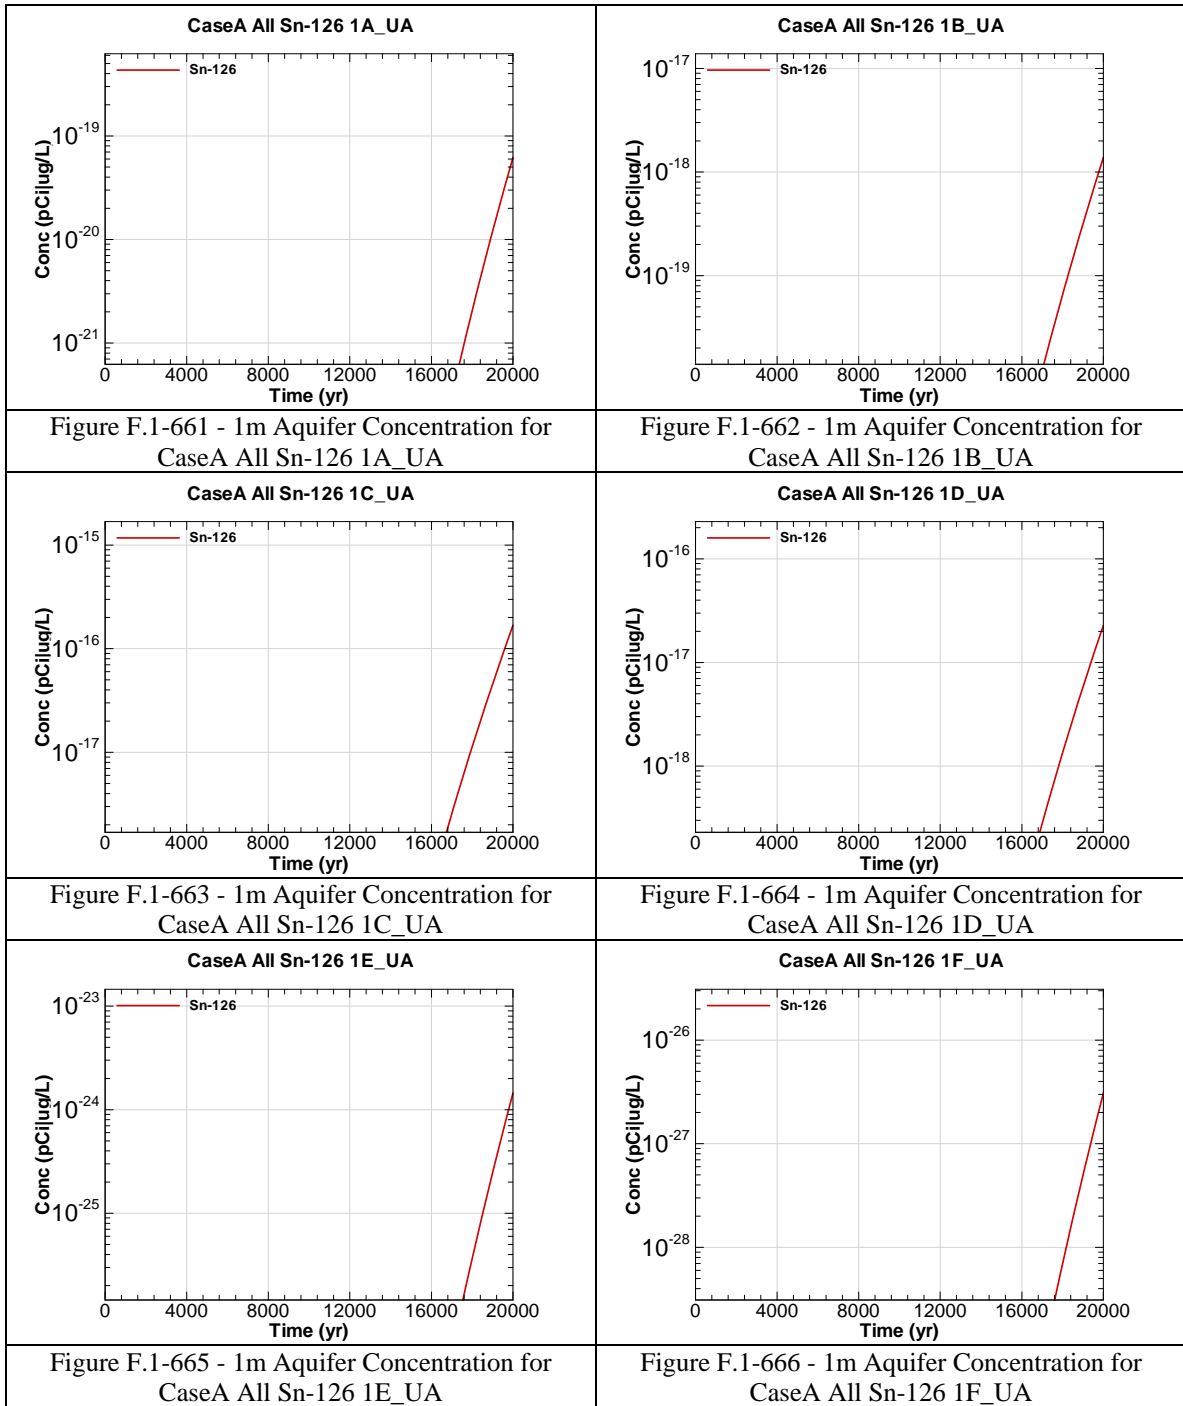 CaseA All Sn-126 1A_UA
Sn-126
10-19
10-20
10-21
Conc (pCi|ug/L)
0 4000 8000 12000 16000 20000
Time (yr)
Figure F.1-661 - 1m Aquifer Concentration for
CaseA All Sn-126 1A_UA
CaseA All Sn-126 1B_UA
Sn-126
10-17
10-18
10-19
Conc (pCi|ug/L)
0 4000 8000 12000 16000 20000
Time (yr)
Figure F.1-662 - 1m Aquifer Concentration for
CaseA All Sn-126 1B_UA
CaseA All Sn-126 1C_UA
Sn-126
10-15
10-16
10-17
Conc (pCi|ug/L)
0 4000 8000 12000 16000 20000
Time (yr)
Figure F.1-663 - 1m Aquifer Concentration for
CaseA All Sn-126 1C_UA
CaseA All Sn-126 1D_UA
Sn-126
10-16
10-17
10-18
Conc (pCi|ug/L)
0 4000 8000 12000 16000 20000
Time (yr)
Figure F.1-664 - 1m Aquifer Concentration for
CaseA All Sn-126 1D_UA
CaseA All Sn-126 1E_UA
Sn-126
10-23
10-24
10-25
Conc (pCi|ug/L)
0 4000 8000 12000 16000 20000
Time (yr)
Figure F.1-665 - 1m Aquifer Concentration for
CaseA All Sn-126 1E_UA
CaseA All Sn-126 1F_UA
Sn-126
10-26
10-27
10-28
Conc (pCi|ug/L)
0 4000 8000 12000 16000 20000
Time (yr)
Figure F.1-666 - 1m Aquifer Concentration for
CaseA All Sn-126 1F_UA